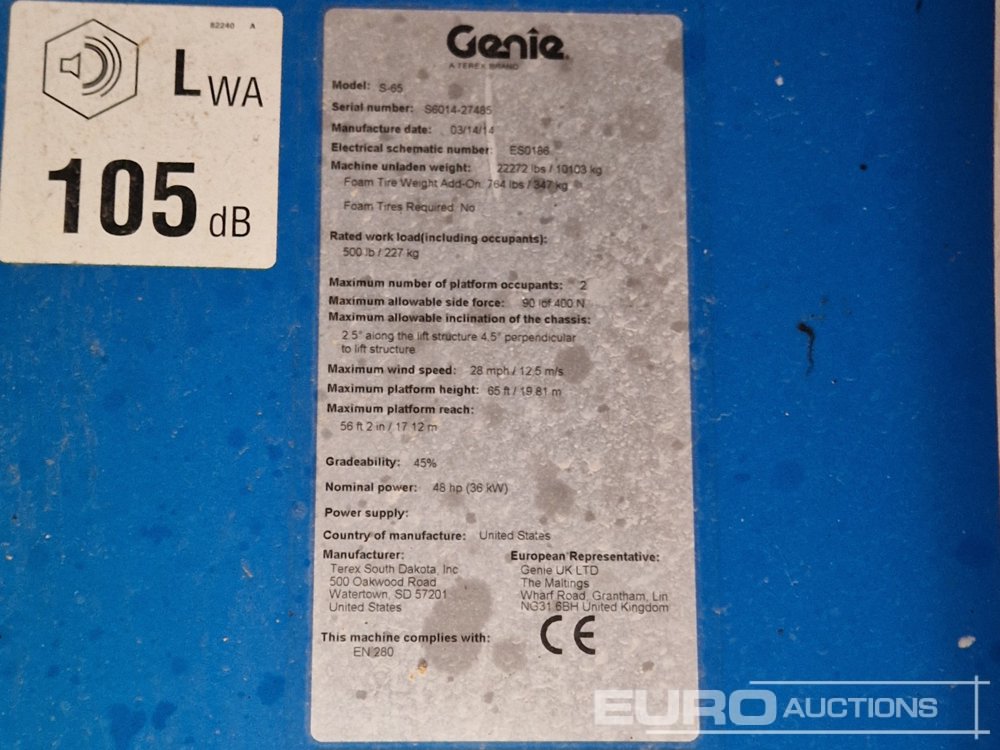 82240 A
LWA
105 dB
Genie
A TEREX BRAND
Model: S-65
Serial number: S6014-27485
Manufacture date: 03/14/14
Electrical schematic number: ES0186
Machine unladen weight: 22272 lbs / 10103 kg
Foam Tire Weight Add-On: 764 lbs / 347 kg
Foam Tires Required: No
Rated work load(including occupants):
500 lb / 227 kg
Maximum number of platform occupants: 2
Maximum allowable side force: 90 lbf 400 N
Maximum allowable inclination of the chassis:
2.5° along the lift structure 4.5° perpendicular
to lift structure
Maximum wind speed: 28 mph / 12.5 m/s
Maximum platform height: 65 ft / 19.81 m
Maximum platform reach:
56 ft 2 in / 17.12 m
Gradeability: 45%
Nominal power: 48 hp (36 kW)
Power supply:
Country of manufacture: United States
Manufacturer:
Terex South Dakota, Inc
500 Oakwood Road
Watertown, SD 57201
United States
European Representative:
Genie UK LTD
The Maltings
Wharf Road, Grantham, Lin
NG31 6BH United Kingdom
This machine complies with:
EN 280
CE
EURO AUCTIONS